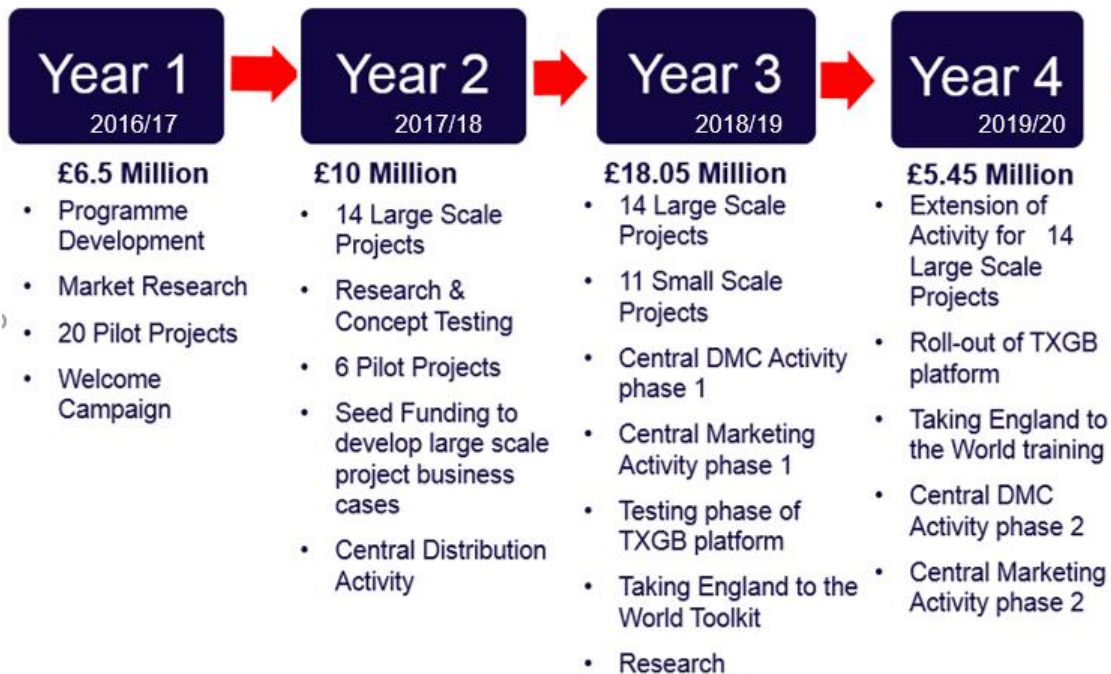 Year 1
2016/17
£6.5 Million
• Programme
Development
• Market Research
• 20 Pilot Projects
• Welcome
Campaign
Year 2
2017/18
£10 Million
• 14 Large Scale
Projects
• Research &
Concept Testing
• 6 Pilot Projects
• Seed Funding to
develop large scale
project business
cases
• Central Distribution
Activity
Year 3
2018/19
£18.05 Million
• 14 Large Scale
Projects
• 11 Small Scale
Projects
• Central DMC Activity
phase 1
• Central Marketing
Activity phase 1
• Testing phase of
TXGB platform
• Taking England to the
World Toolkit
• Research
Year 4
2019/20
£5.45 Million
• Extension of
Activity for 14
Large Scale
Projects
• Roll-out of TXGB
platform
• Taking England to
the World training
• Central DMC
Activity phase 2
• Central Marketing
Activity phase 2